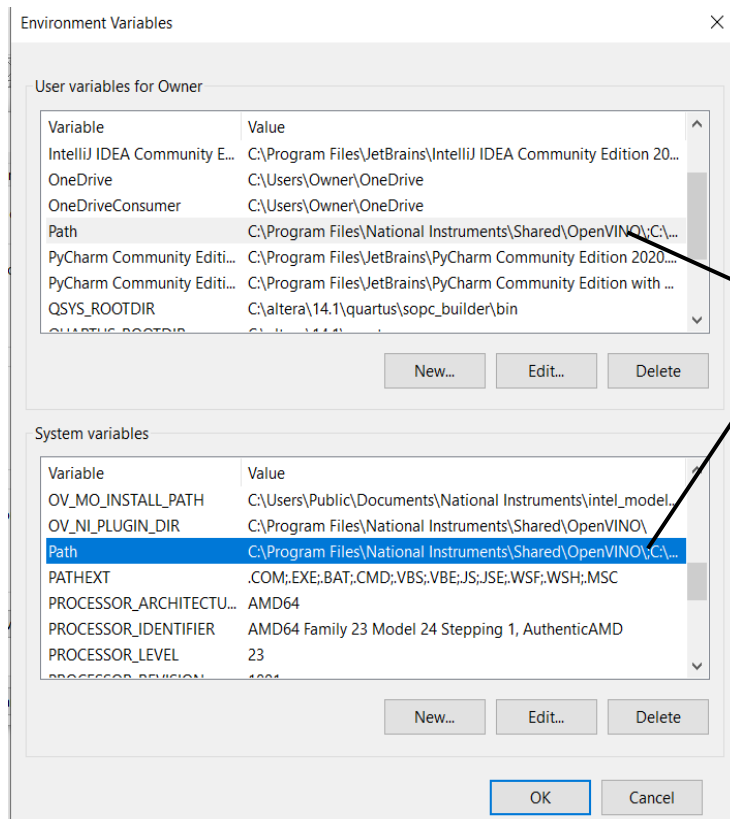 Environment Variables
User variables for Owner
Variable Value
IntelliJ IDEA Community E... C:\Program Files\JetBrains\IntelliJ IDEA Community Edition 20...
OneDrive C:\Users\Owner\OneDrive
OneDriveConsumer C:\Users\Owner\OneDrive
Path C:\Program Files\National Instruments\Shared\OpenVINO\;C:\...
PyCharm Community Editi... C:\Program Files\JetBrains\PyCharm Community Edition 2020....
PyCharm Community Editi... C:\Program Files\JetBrains\PyCharm Community Edition with ...
QSYS_ROOTDIR C:\altera\14.1\quartus\sopc_builder\bin
New... Edit... Delete
System variables
Variable Value
OV_MO_INSTALL_PATH C:\Users\Public\Documents\National Instruments\intel_model...
OV_NI_PLUGIN_DIR C:\Program Files\National Instruments\Shared\OpenVINO\
Path C:\Program Files\National Instruments\Shared\OpenVINO\;C:\...
PATHEXT .COM;.EXE;.BAT;.CMD;.VBS;.VBE;.JS;.JSE;.WSF;.WSH;.MSC
PROCESSOR_ARCHITECTU... AMD64
PROCESSOR_IDENTIFIER AMD64 Family 23 Model 24 Stepping 1, AuthenticAMD
PROCESSOR_LEVEL 23
New... Edit... Delete
OK Cancel